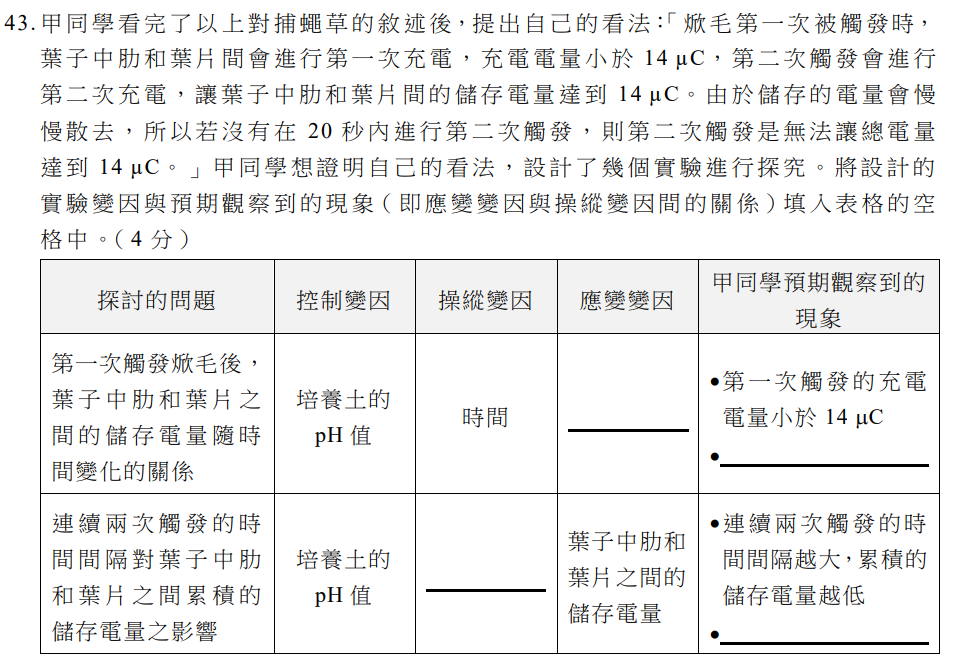 43.甲同學看完了以上對捕蠅草的敘述後，提出自己的看法：「焮毛第一次被觸發時，
葉子中肋和葉片間會進行第一次充電，充電電量小於 14 μC，第二次觸發會進行
第二次充電，讓葉子中肋和葉片間的儲存電量達到 14 μC。由於儲存的電量會慢
慢散去，所以若沒有在 20 秒內進行第二次觸發，則第二次觸發是無法讓總電量
達到 14 μC。」甲同學想證明自己的看法，設計了幾個實驗進行探究。將設計的
實驗變因與預期觀察到的現象（即應變變因與操縱變因間的關係）填入表格的空
格中。（4 分）
探討的問題
控制變因
操縱變因
應變變因
甲同學預期觀察到的
現象
第一次觸發焮毛後，
葉子中肋和葉片之
間的儲存電量隨時
間變化的關係
培養土的
pH 值
時間
•第一次觸發的充電
電量小於 14 μC
•
連續兩次觸發的時
間間隔對葉子中肋
和葉片之間累積的
儲存電量之影響
培養土的
pH 值
葉子中肋和
葉片之間的
儲存電量
•連續兩次觸發的時
間間隔越大，累積的
儲存電量越低
•